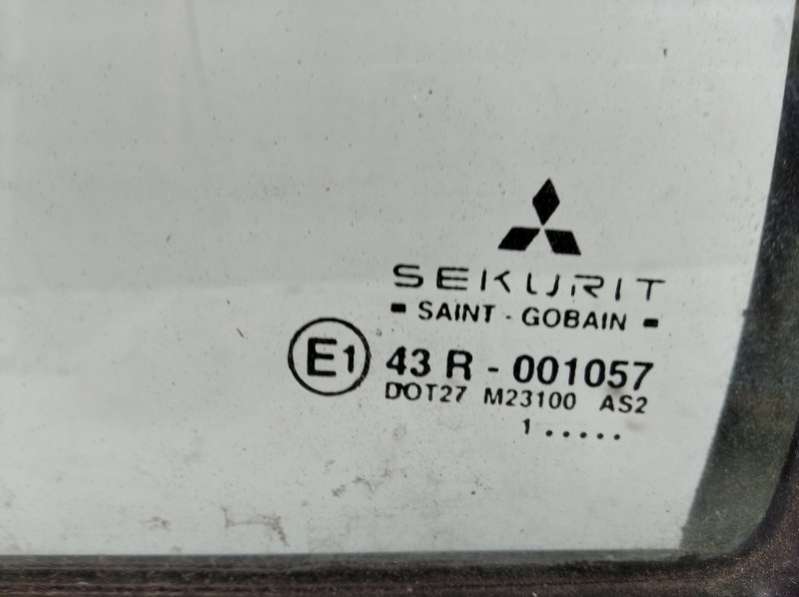 SEKURIT
- SAINT - GOBAIN -
E1 43 R - 001057
DOT27 M23100 AS2
1 .....